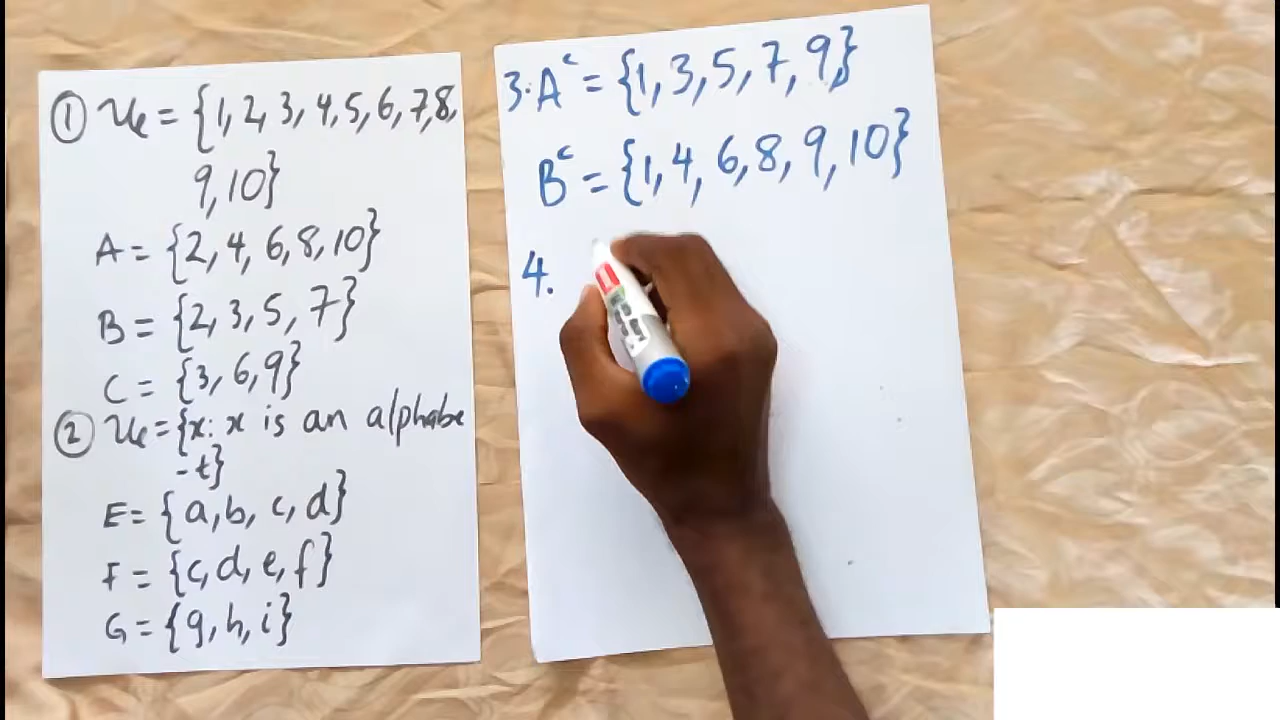 ① U = {1, 2, 3, 4, 5, 6, 7, 8,
9, 10}
A = {2, 4, 6, 8, 10}
B = {2, 3, 5, 7}
C = {3, 6, 9}
② U = {x: x is an alphabe
-t}
E = {a, b, c, d}
F = {c, d, e, f}
G = {g, h, i}
3. Aᶜ = {1, 3, 5, 7, 9,}
Bᶜ = {1, 4, 6, 8, 9, 10}
4.